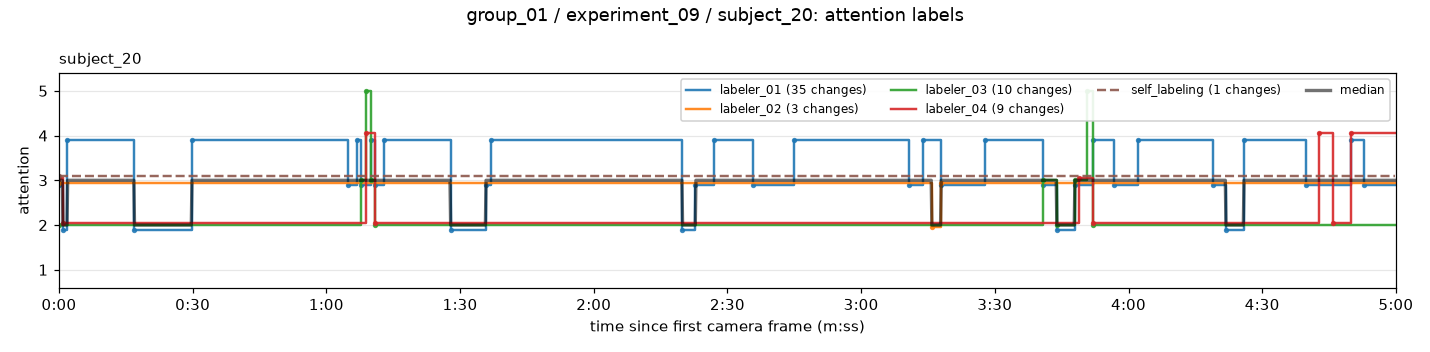 group_01 / experiment_09 / subject_20: attention labels
subject_20
labeler_01 (35 changes)
labeler_02 (3 changes)
labeler_03 (10 changes)
labeler_04 (9 changes)
self_labeling (1 changes)
median
attention
5
4
3
2
1
0:00 0:30 1:00 1:30 2:00 2:30 3:00 3:30 4:00 4:30 5:00
time since first camera frame (m:ss)